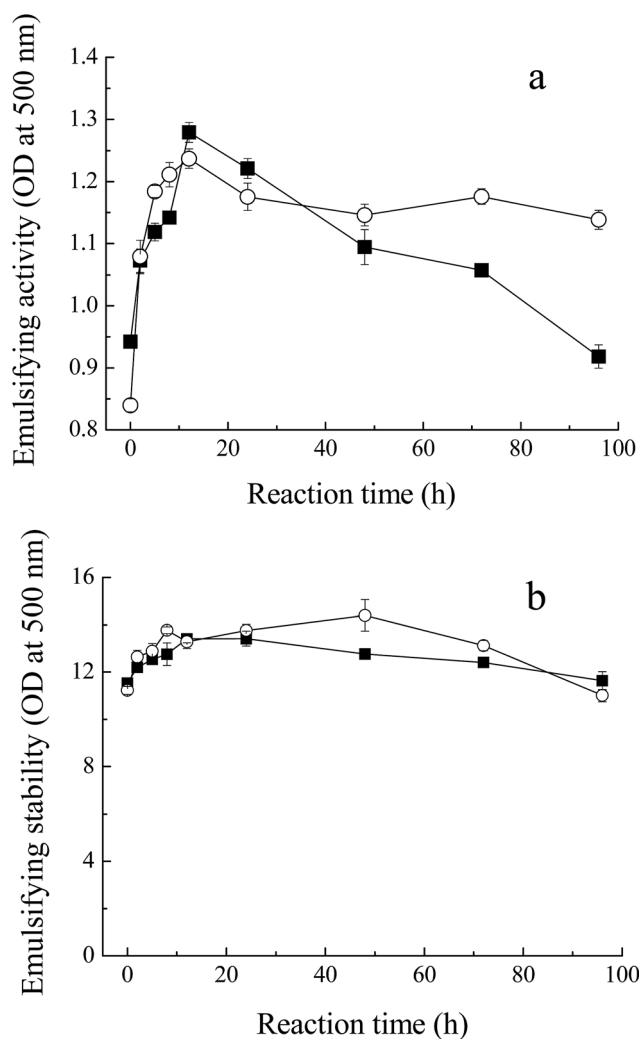 a
1.4
1.3
1.2
1.1
1.0
0.9
0.8
0 20 40 60 80 100
Emulsifying activity (OD at 500 nm)
Reaction time (h)
b
16
12
8
4
0
0 20 40 60 80 100
Emulsifying stability (OD at 500 nm)
Reaction time (h)